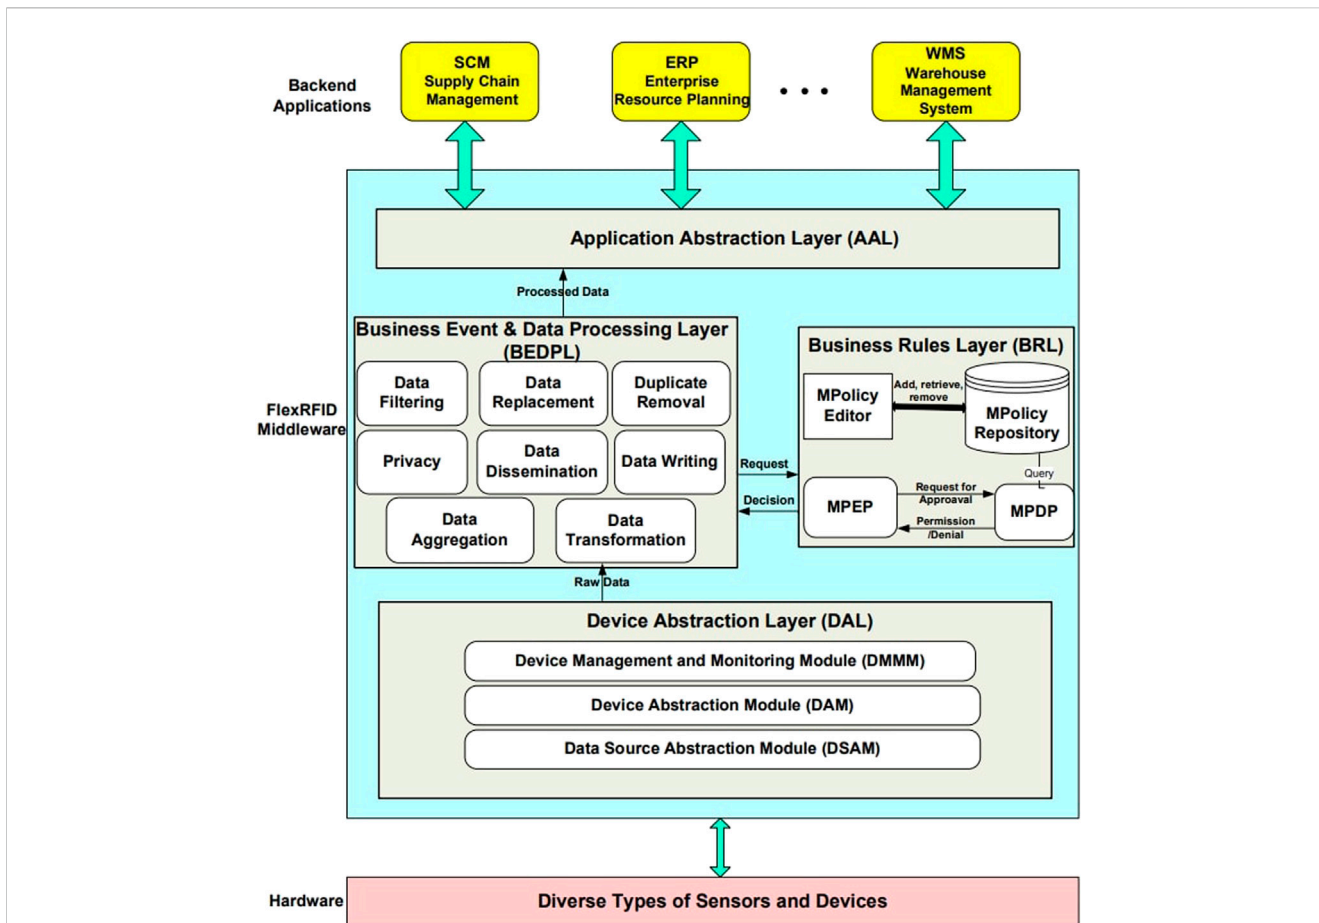 Backend
Applications
SCM
Supply Chain
Management
ERP
Enterprise
Resource Planning
• • •
WMS
Warehouse
Management
System
Application Abstraction Layer (AAL)
Processed Data
FlexRFID
Middleware
Business Event & Data Processing Layer
(BEDPL)
Data
Filtering
Data
Replacement
Duplicate
Removal
Privacy
Data
Dissemination
Data Writing
Data
Aggregation
Data
Transformation
Request
Decision
Business Rules Layer (BRL)
MPolicy
Editor
Add, retrieve,
remove
MPolicy
Repository
Query
MPEP
Request for
Approaval
Permission
/Denial
MPDP
Raw Data
Device Abstraction Layer (DAL)
Device Management and Monitoring Module (DMMM)
Device Abstraction Module (DAM)
Data Source Abstraction Module (DSAM)
Hardware
Diverse Types of Sensors and Devices